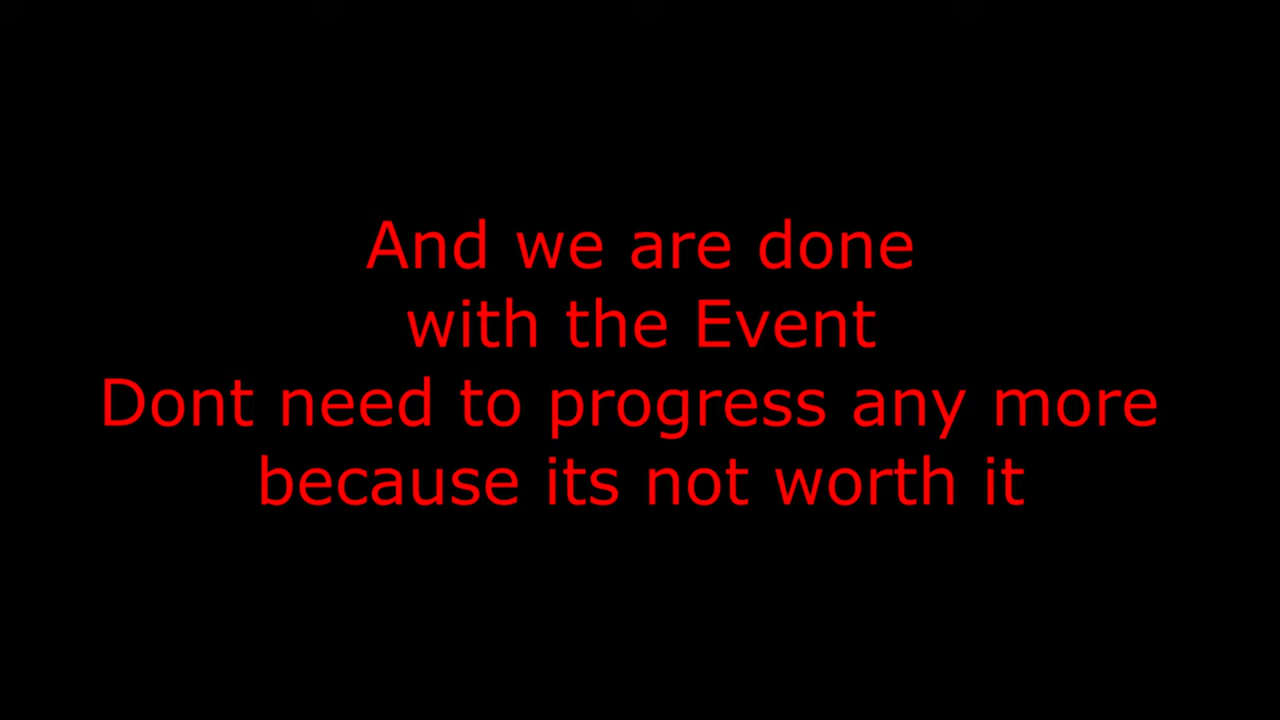 And we are done
with the Event
Dont need to progress any more
because its not worth it